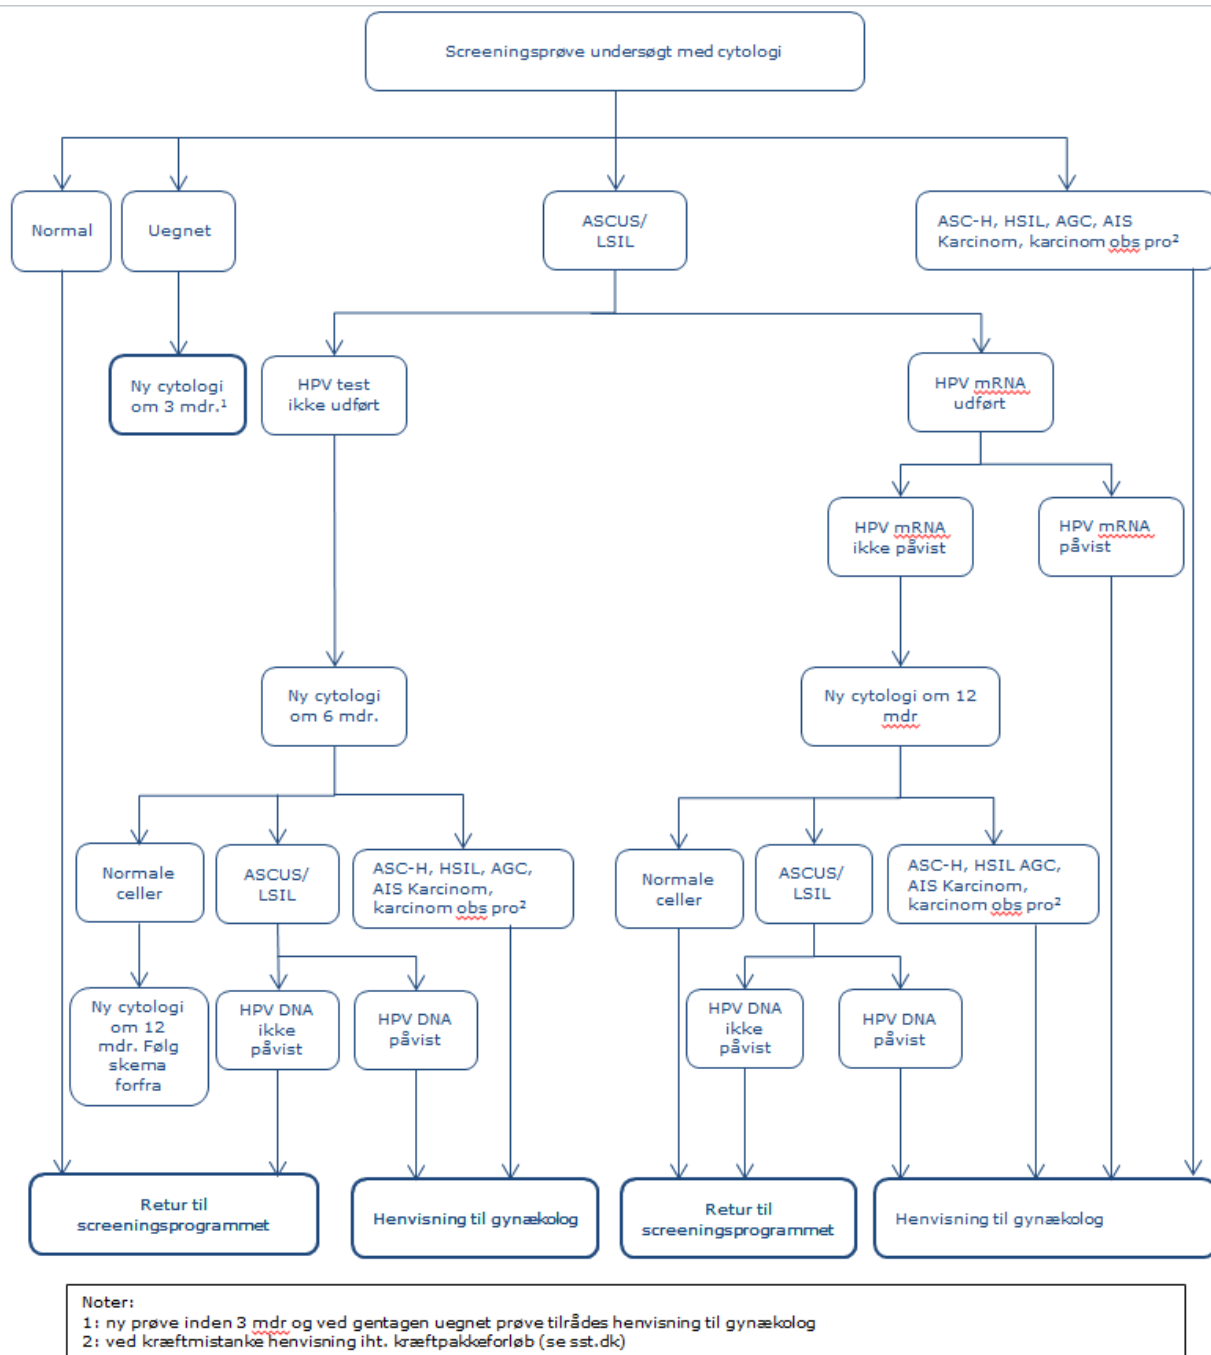 Screeningsprøve undersøgt med cytologi
Normal
Uegnet
ASCUS/
LSIL
ASC-H, HSIL, AGC, AIS
Karcinom, karcinom obs pro²
Ny cytologi
om 3 mdr.¹
HPV test
ikke udført
HPV mRNA
udført
HPV mRNA
ikke påvist
HPV mRNA
påvist
Ny cytologi
om 6 mdr.
Ny cytologi om 12
mdr
Normale
celler
ASCUS/
LSIL
ASC-H, HSIL, AGC,
AIS Karcinom,
karcinom obs pro²
Normale
celler
ASCUS/
LSIL
ASC-H, HSIL AGC,
AIS Karcinom,
karcinom obs pro²
Ny cytologi
om 12
mdr. Følg
skema
forfra
HPV DNA
ikke
påvist
HPV DNA
påvist
HPV DNA
ikke
påvist
HPV DNA
påvist
Retur til
screeningsprogrammet
Henvisning til gynækolog
Retur til
screeningsprogrammet
Henvisning til gynækolog
Noter:
1: ny prøve inden 3 mdr og ved gentagen uegnet prøve tilrådes henvisning til gynækolog
2: ved kræftmistanke henvisning iht. kræftpakkeforløb (se sst.dk)